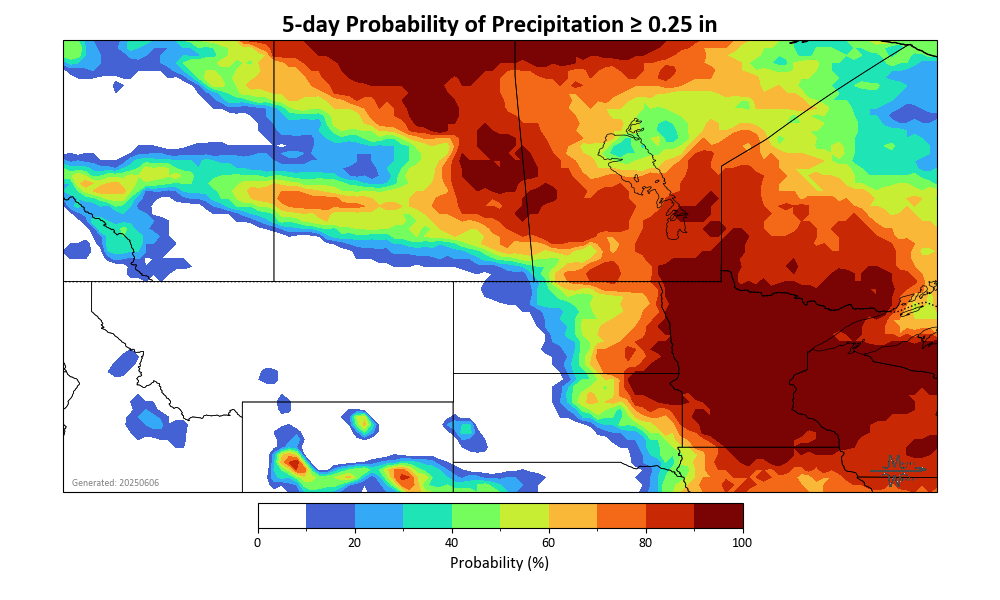 5-day Probability of Precipitation ≥ 0.25 in
Generated: 20250606
0 20 40 60 80 100
Probability (%)